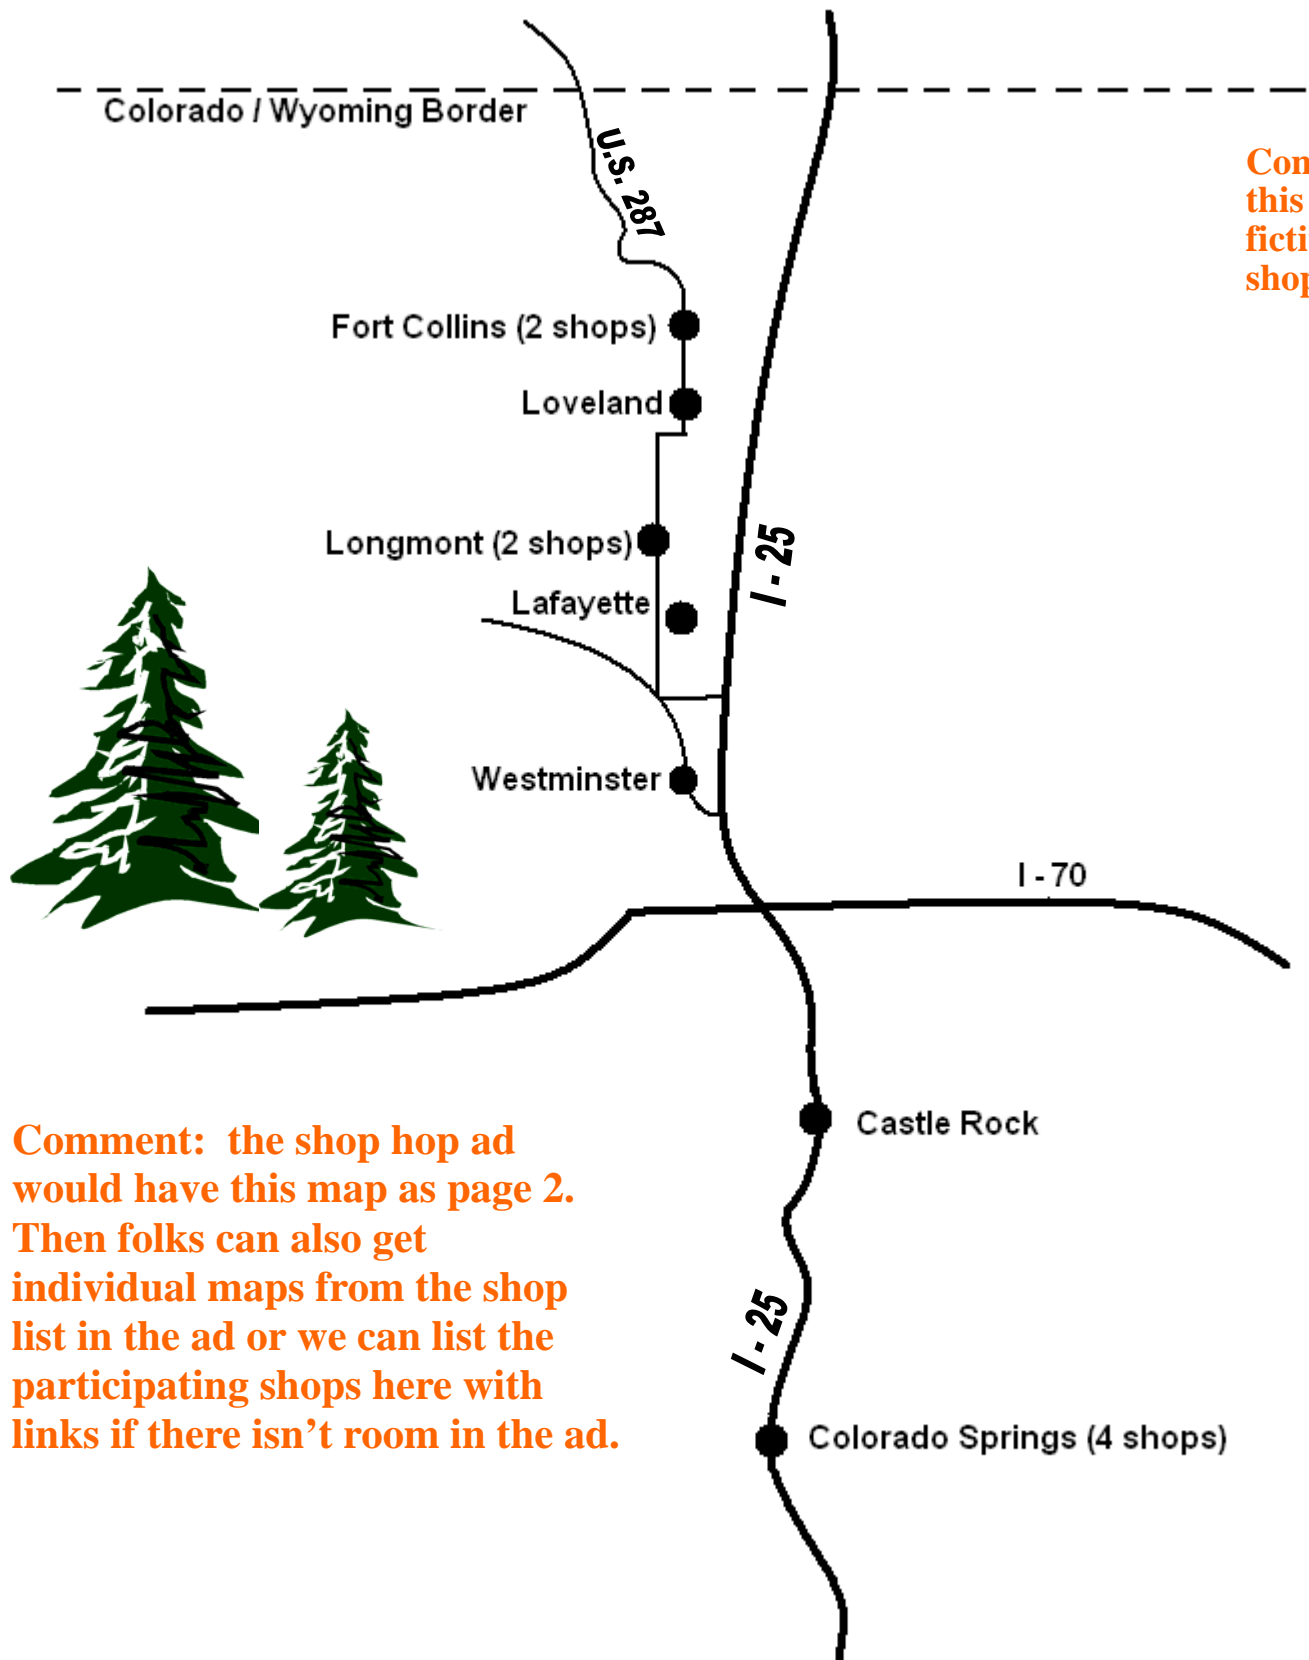 Colorado / Wyoming Border
U.S. 287
this
Fort Collins (2 shops)
Loveland
I - 25
Longmont (2 shops)
Lafayette
Westminster
I - 70
Castle Rock
Comment:  the shop hop ad
would have this map as page 2.
Then folks can also get
individual maps from the shop
list in the ad or we can list the
participating shops here with
links if there isn’t room in the ad.
I - 25
Colorado Springs (4 shops)